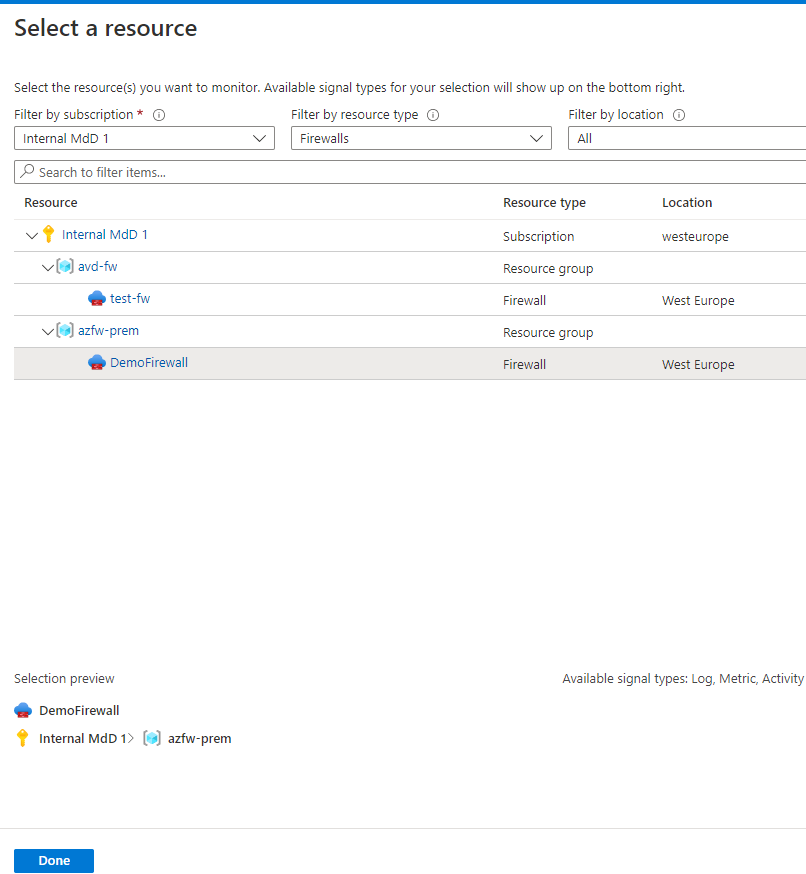 Select a resource
Select the resource(s) you want to monitor. Available signal types for your selection will show up on the bottom right.
Filter by subscription * Filter by resource type Filter by location
Internal MdD 1 Firewalls All
Search to filter items...
Resource Resource type Location
Internal MdD 1 Subscription westeurope
avd-fw Resource group
test-fw Firewall West Europe
azfw-prem Resource group
DemoFirewall Firewall West Europe
Selection preview Available signal types: Log, Metric, Activity
DemoFirewall
Internal MdD 1> azfw-prem
Done